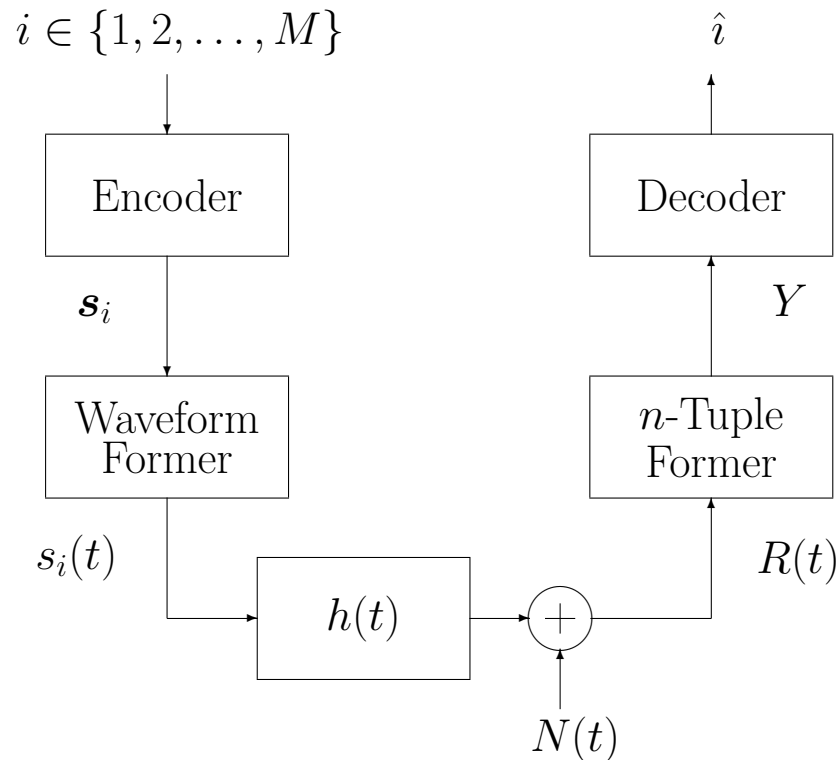 i ∈ {1, 2, . . . , M}
î
Encoder
Decoder
s_i
Y
Waveform
Former
n-Tuple
Former
s_i(t)
R(t)
h(t)
+
N(t)